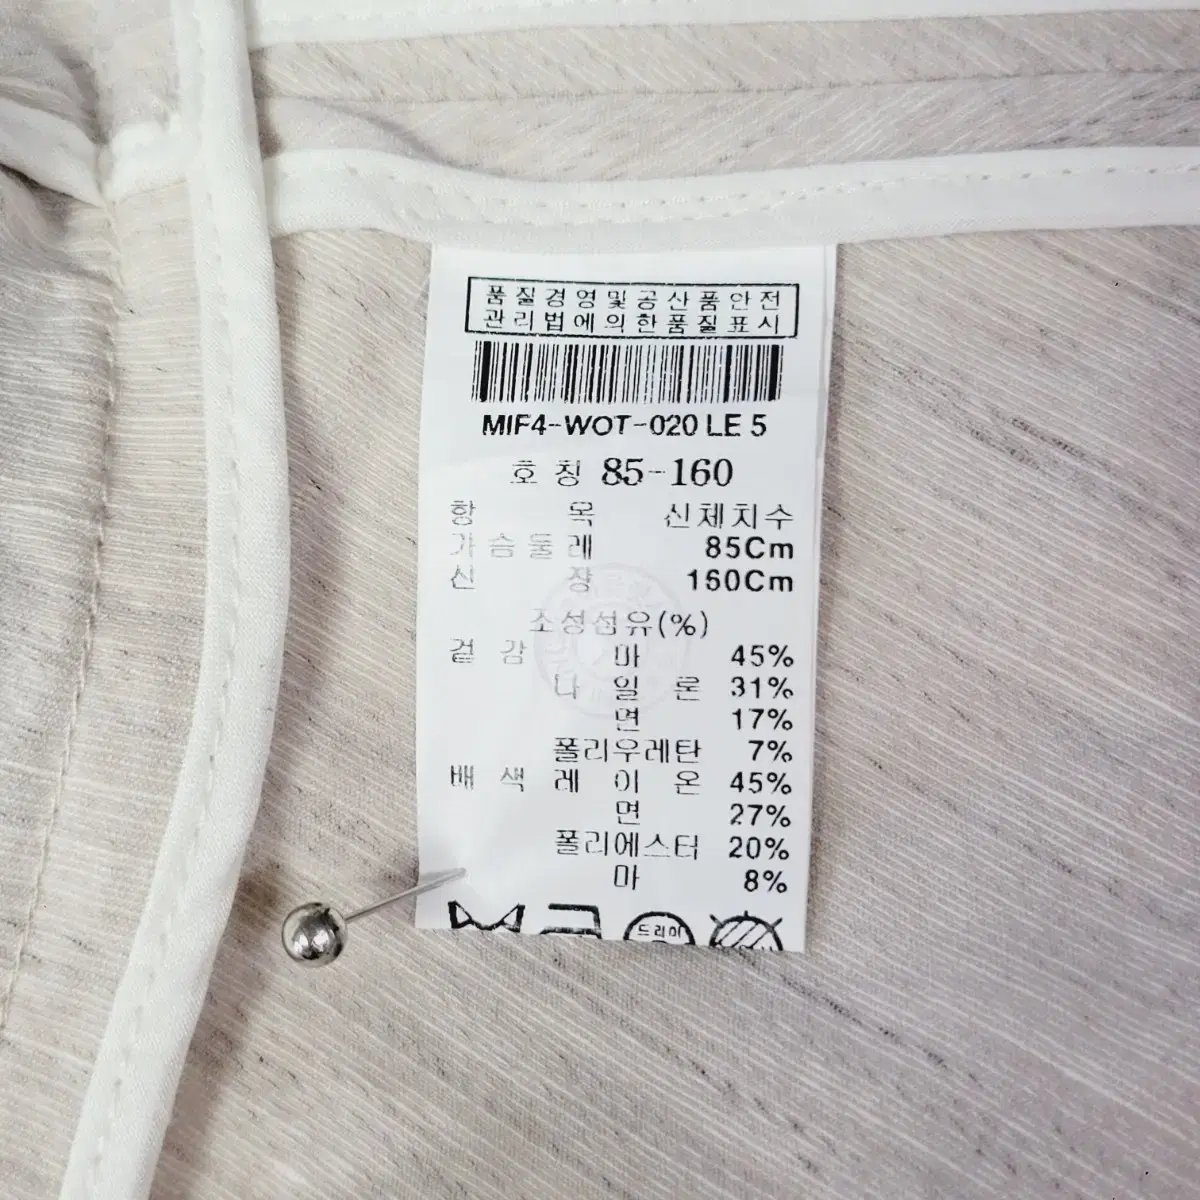 품질경영및공산품안전
관리법에의한품질표시
MIF4-WOT-020 LE 5
호칭 85-160
항목 신체치수
가슴둘레 85Cm
신장 160Cm
조성섬유(%)
겉감 마 45%
나일론 31%
면 17%
폴리우레탄 7%
배색 레이온 45%
면 27%
폴리에스터 20%
마 8%
드라이